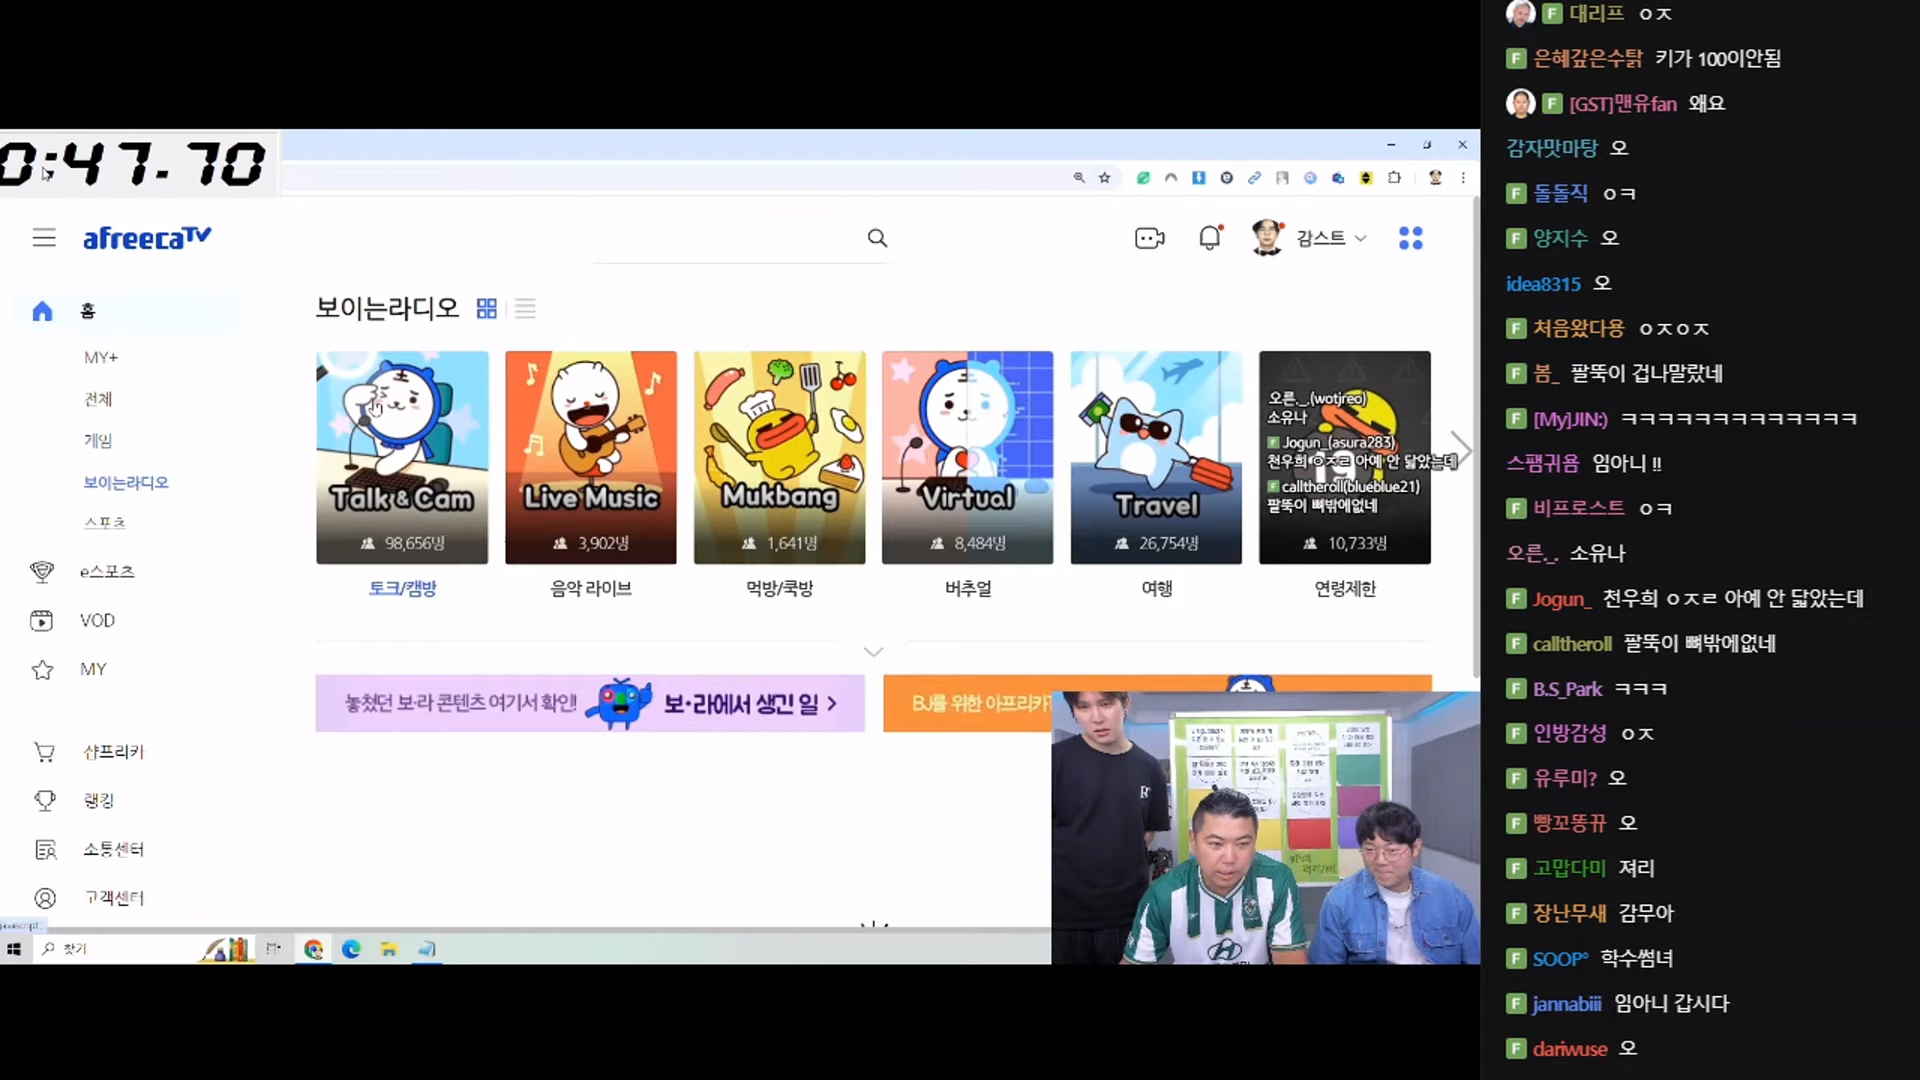 0:47.70
afreecaTV
감스트
홈
MY+
전체
게임
보이는라디오
스포츠
e스포츠
VOD
MY
샵프리카
랭킹
소통센터
고객센터
보이는라디오
Talk & Cam
98,656명
토크/캠방
Live Music
3,902명
음악 라이브
Mukbang
1,641명
먹방/쿡방
Virtual
8,484명
버추얼
Travel
26,754명
여행
오른._.(wotjreo)
소유나
F Jogun_(asura283)
천우희 ㅇㅈㄹ 아예 안 닮았는데
F calltheroll(blueblue21)
팔뚝이 뼈밖에없네
19
10,733명
연령제한
놓쳤던 보·라 콘텐츠 여기서 확인! 보·라에서 생긴 일 >
BJ를 위한 아프리카
찾기
F 대리프 ㅇㅈ
F 은혜갚은수탉 키가 100이안됨
F [GST]맨유fan 왜요
감자맛마탕 오
F 돌돌직 ㅇㅋ
F 양지수 오
idea8315 오
F 처음왔다용 ㅇㅈㅇㅈ
F 봄_ 팔뚝이 겁나말랐네
F [My]JIN:) ㅋㅋㅋㅋㅋㅋㅋㅋㅋㅋㅋㅋㅋ
스팸귀욤 임아니 !!
F 비프로스트 ㅇㅋ
오른._. 소유나
F Jogun_ 천우희 ㅇㅈㄹ 아예 안 닮았는데
F calltheroll 팔뚝이 뼈밖에없네
F B.S_Park ㅋㅋㅋ
F 인방감성 ㅇㅈ
F 유루미? 오
F 빵꼬똥뀨 오
F 고맙다미 져리
F 장난무새 감무아
F SOOP° 학수썸녀
F jannabiii 임아니 갑시다
F dariwuse 오